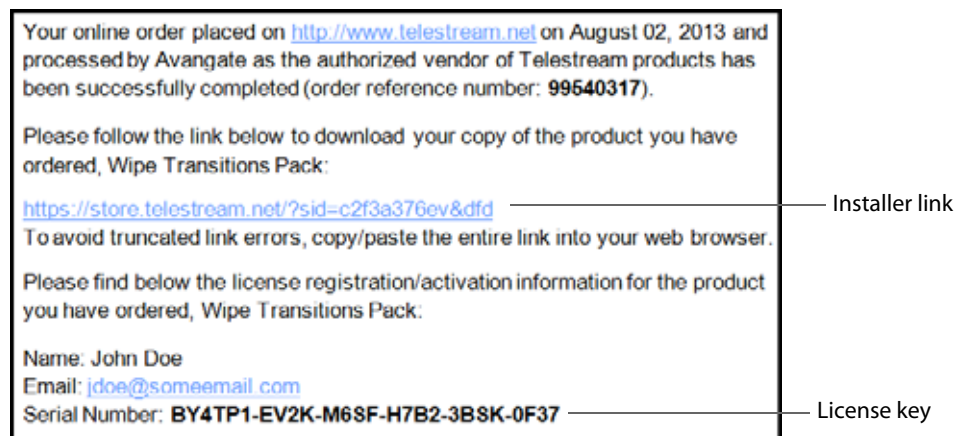 Your online order placed on http://www.telestream.net on August 02, 2013 and
processed by Avangate as the authorized vendor of Telestream products has
been successfully completed (order reference number: 99540317).
Please follow the link below to download your copy of the product you have
ordered, Wipe Transitions Pack:
https://store.telestream.net/?sid=c2f3a376ev&dfd
Installer link
To avoid truncated link errors, copy/paste the entire link into your web browser.
Please find below the license registration/activation information for the product
you have ordered, Wipe Transitions Pack:
Name: John Doe
Email: jdoe@someemail.com
Serial Number: BY4TP1-EV2K-M6SF-H7B2-3BSK-0F37
License key